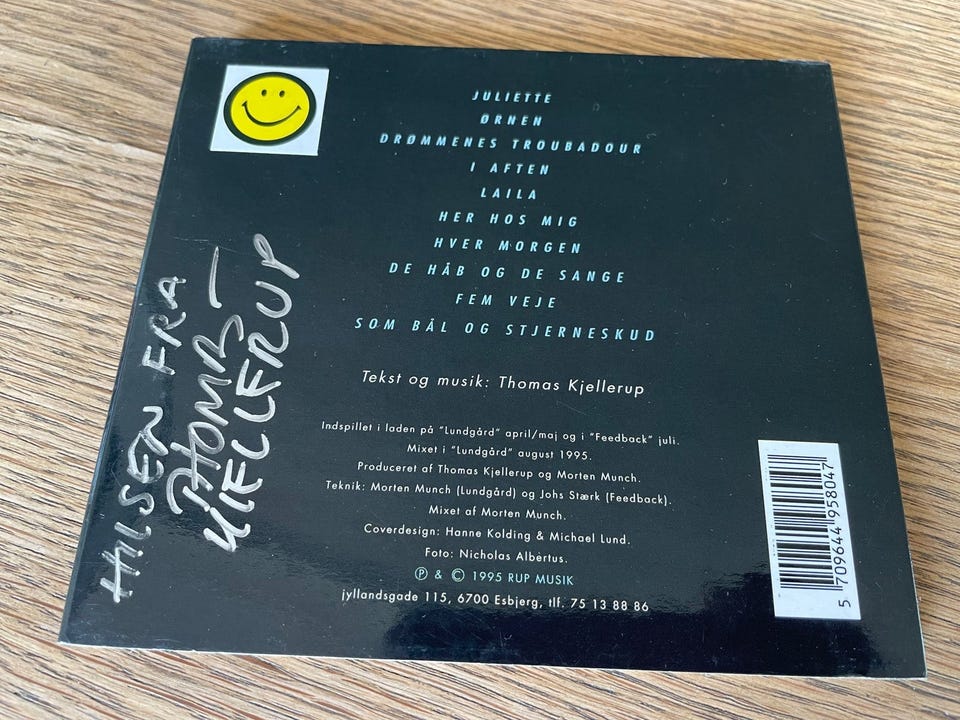 JULIETTE
ØRNEN
DRØMMENES TROUBADOUR
I AFTEN
LAILA
HER HOS MIG
HVER MORGEN
DE HÅB OG DE SANGE
FEM VEJE
SOM BÅL OG STJERNESKUD
Tekst og musik: Thomas Kjellerup
Indspillet i laden på "Lundgård" april/maj og i "Feedback" juli.
Mixet i "Lundgård" august 1995.
Produceret af Thomas Kjellerup og Morten Munch.
Teknik: Morten Munch (Lundgård) og Johs Stærk (Feedback).
Mixet af Morten Munch.
Coverdesign: Hanne Kolding & Michael Lund.
Foto: Nicholas Albertus.
℗ & © 1995 RUP MUSIK
jyllandsgade 115, 6700 Esbjerg, tlf. 75 13 88 86
HILSEN FRA
THOMAS
KJELLERUP
5 709644 958047